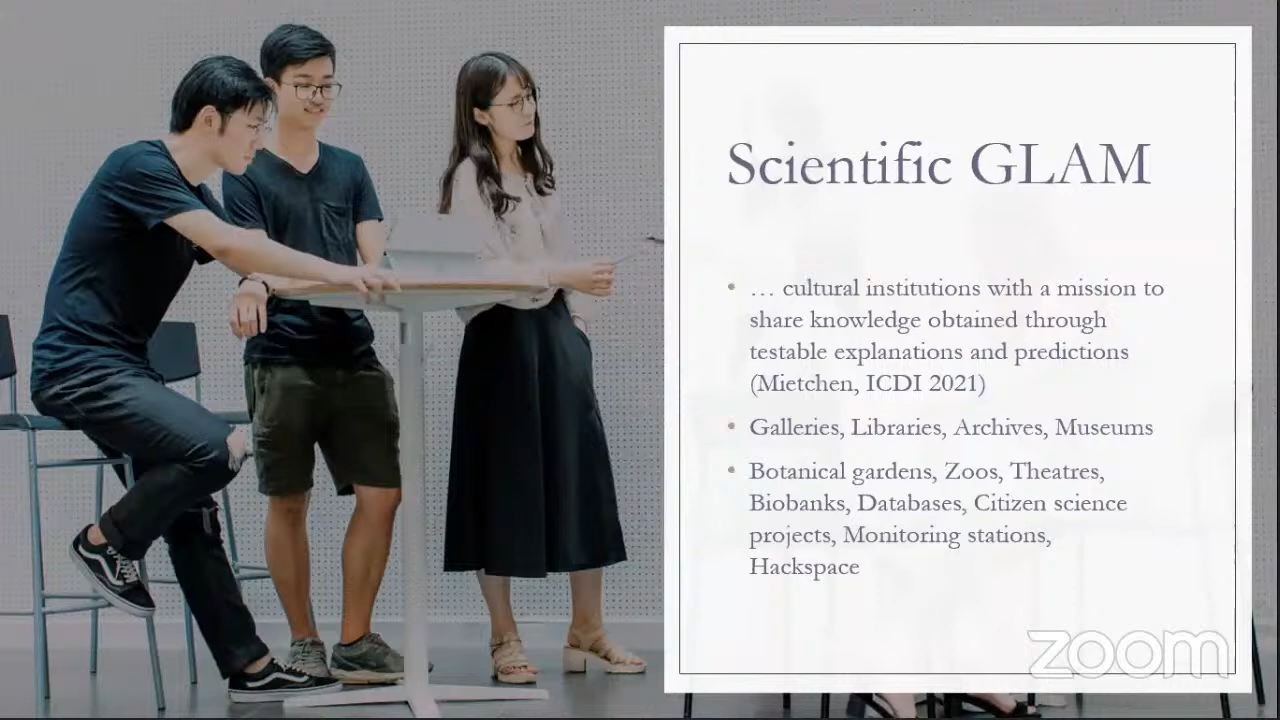 Scientific GLAM
• … cultural institutions with a mission to
share knowledge obtained through
testable explanations and predictions
(Mietchen, ICDI 2021)
• Galleries, Libraries, Archives, Museums
• Botanical gardens, Zoos, Theatres,
Biobanks, Databases, Citizen science
projects, Monitoring stations,
Hackspace
zoom